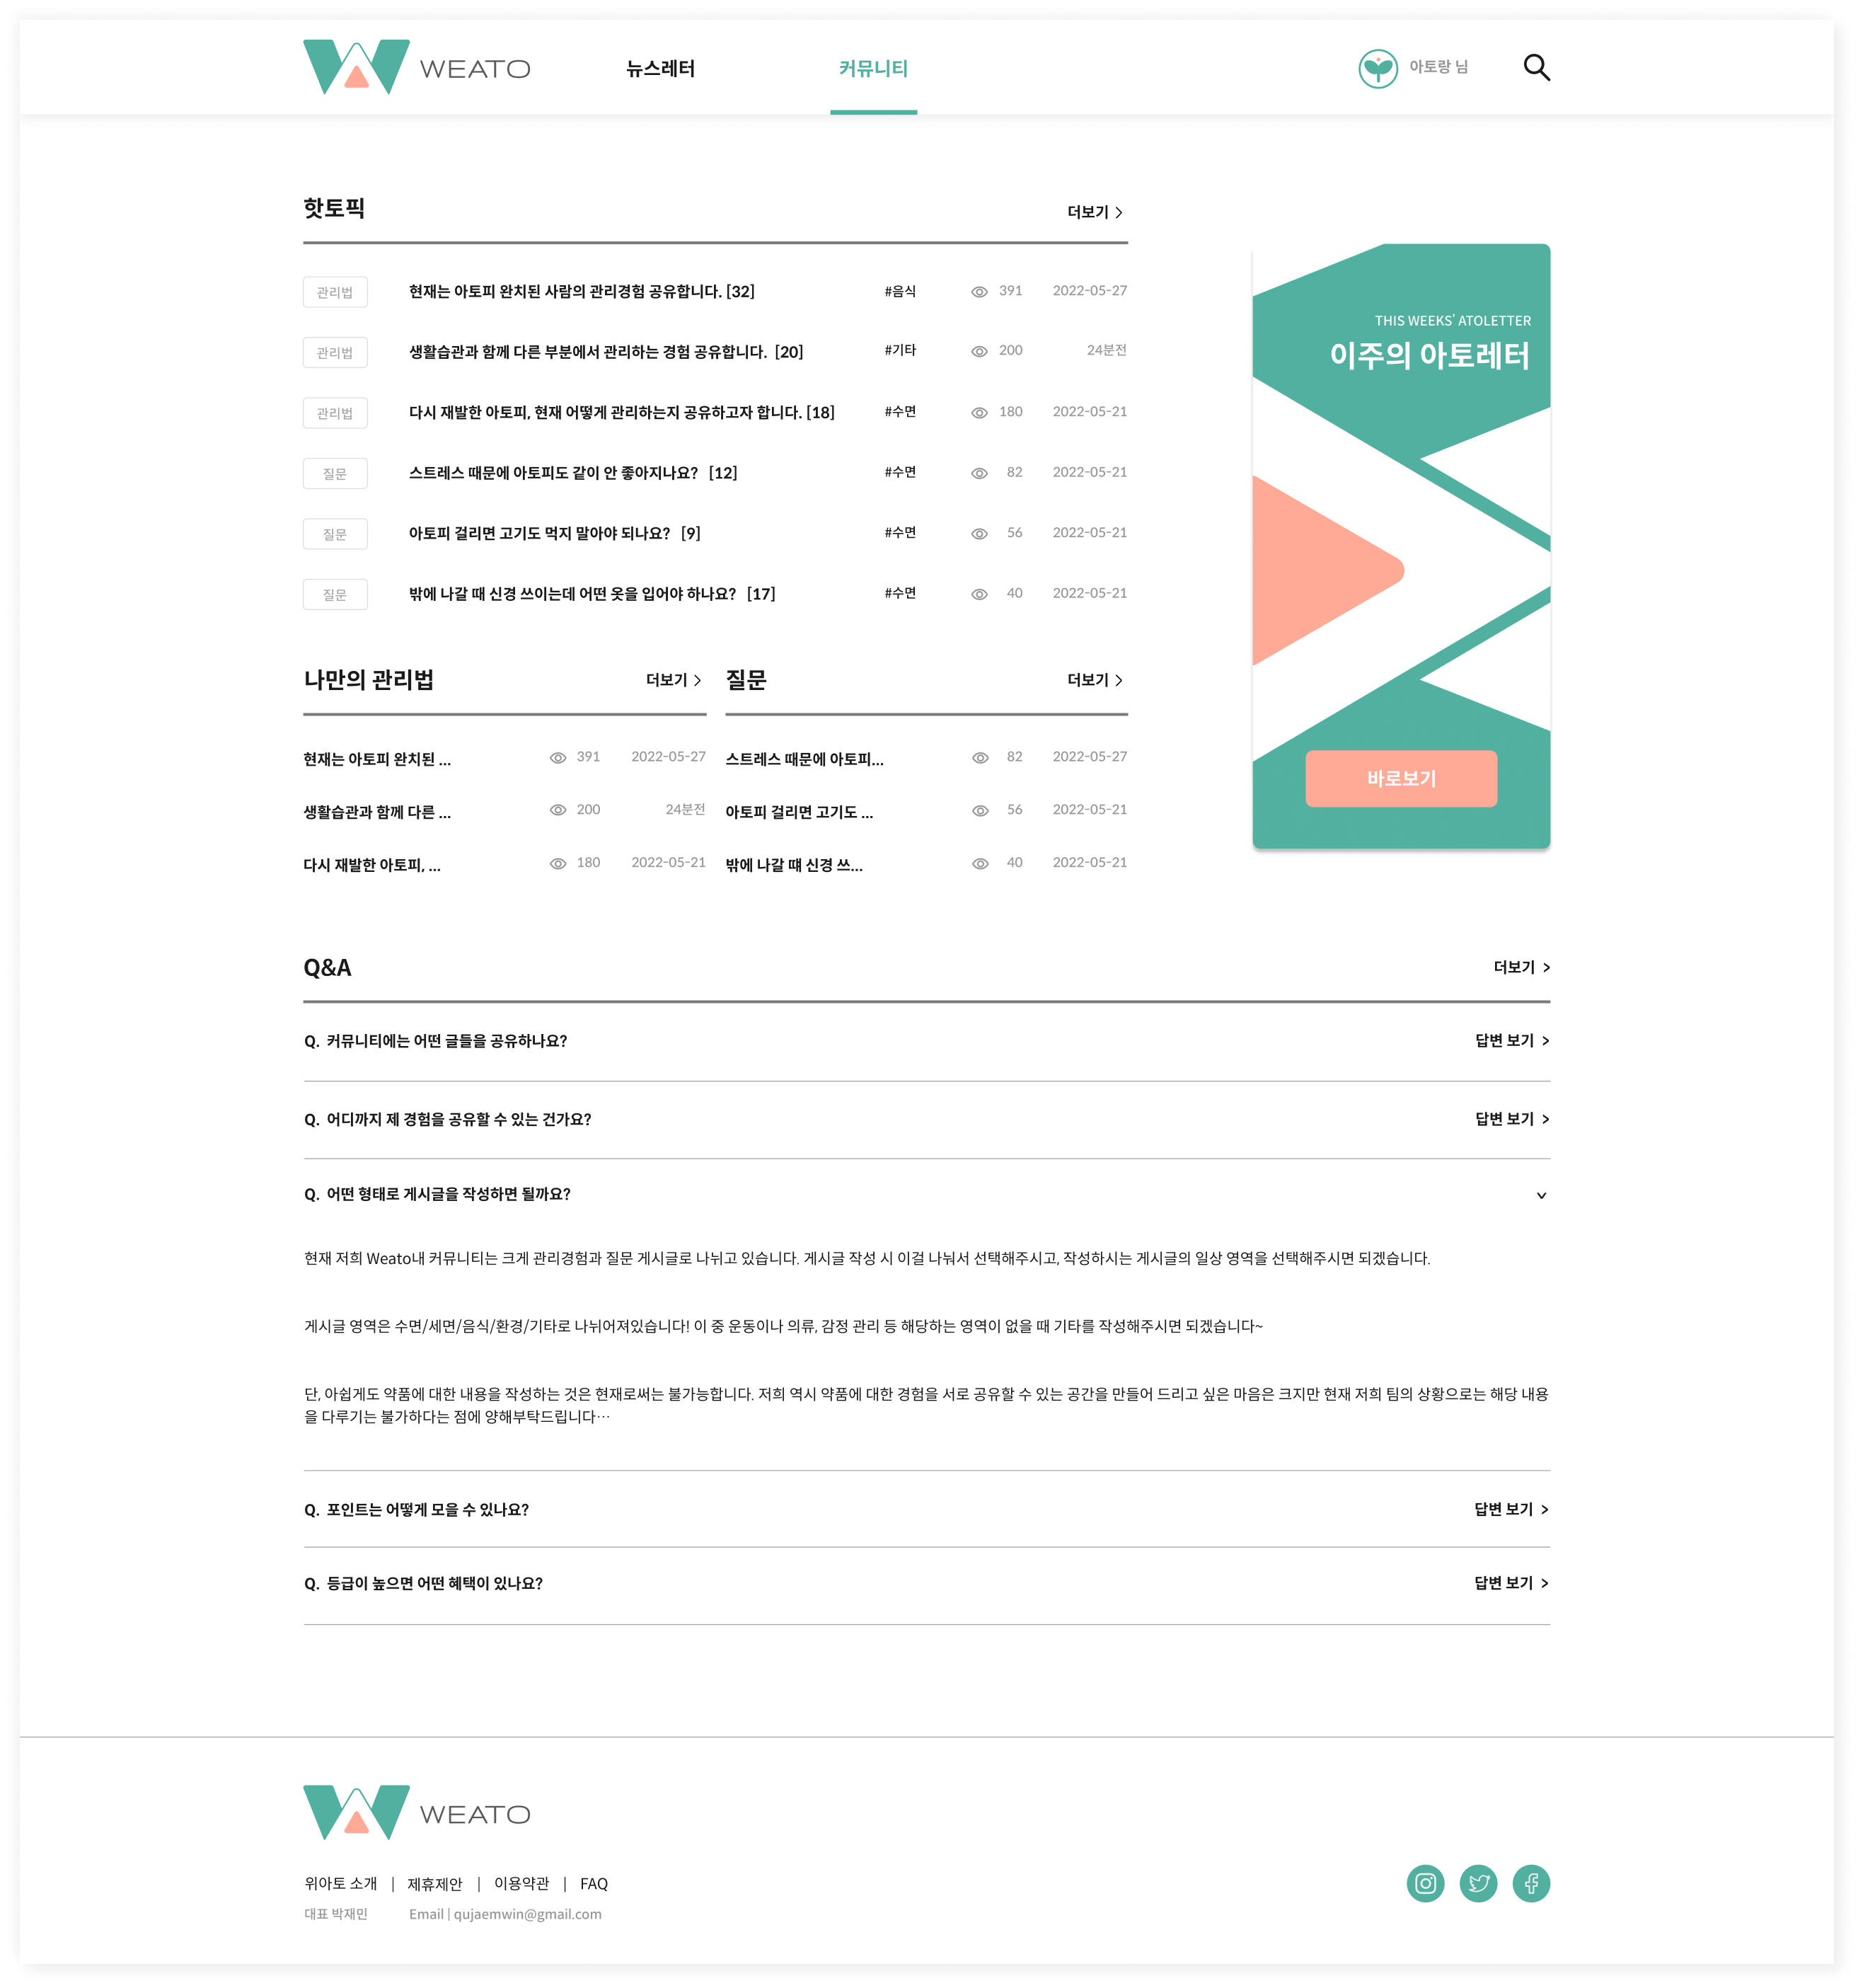 WEATO
뉴스레터
커뮤니티
아토랑 님
핫토픽
더보기 >
관리법 현재는 아토피 완치된 사람의 관리경험 공유합니다. [32] #음식 391 2022-05-27
관리법 생활습관과 함께 다른 부분에서 관리하는 경험 공유합니다. [20] #기타 200 24분전
관리법 다시 재발한 아토피, 현재 어떻게 관리하는지 공유하고자 합니다. [18] #수면 180 2022-05-21
질문 스트레스 때문에 아토피도 같이 안 좋아지나요? [12] #수면 82 2022-05-21
질문 아토피 걸리면 고기도 먹지 말아야 되나요? [9] #수면 56 2022-05-21
질문 밖에 나갈 때 신경 쓰이는데 어떤 옷을 입어야 하나요? [17] #수면 40 2022-05-21
THIS WEEKS' ATOLETTER
이주의 아토레터
바로보기
나만의 관리법
더보기 >
현재는 아토피 완치된 ... 391 2022-05-27
생활습관과 함께 다른 ... 200 24분전
다시 재발한 아토피, ... 180 2022-05-21
질문
더보기 >
스트레스 때문에 아토피... 82 2022-05-27
아토피 걸리면 고기도 ... 56 2022-05-21
밖에 나갈 떄 신경 쓰... 40 2022-05-21
Q&A
더보기 >
Q. 커뮤니티에는 어떤 글들을 공유하나요? 답변 보기 >
Q. 어디까지 제 경험을 공유할 수 있는 건가요? 답변 보기 >
Q. 어떤 형태로 게시글을 작성하면 될까요?
현재 저희 Weato내 커뮤니티는 크게 관리경험과 질문 게시글로 나뉘고 있습니다. 게시글 작성 시 이걸 나눠서 선택해주시고, 작성하시는 게시글의 일상 영역을 선택해주시면 되겠습니다.
게시글 영역은 수면/세면/음식/환경/기타로 나뉘어져있습니다! 이 중 운동이나 의류, 감정 관리 등 해당하는 영역이 없을 때 기타를 작성해주시면 되겠습니다~
단, 아쉽게도 약품에 대한 내용을 작성하는 것은 현재로써는 불가능합니다. 저희 역시 약품에 대한 경험을 서로 공유할 수 있는 공간을 만들어 드리고 싶은 마음은 크지만 현재 저희 팀의 상황으로는 해당 내용
을 다루기는 불가하다는 점에 양해부탁드립니다…
Q. 포인트는 어떻게 모을 수 있나요? 답변 보기 >
Q. 등급이 높으면 어떤 혜택이 있나요? 답변 보기 >
WEATO
위아토 소개 | 제휴제안 | 이용약관 | FAQ
대표 박재민 Email | qujaemwin@gmail.com